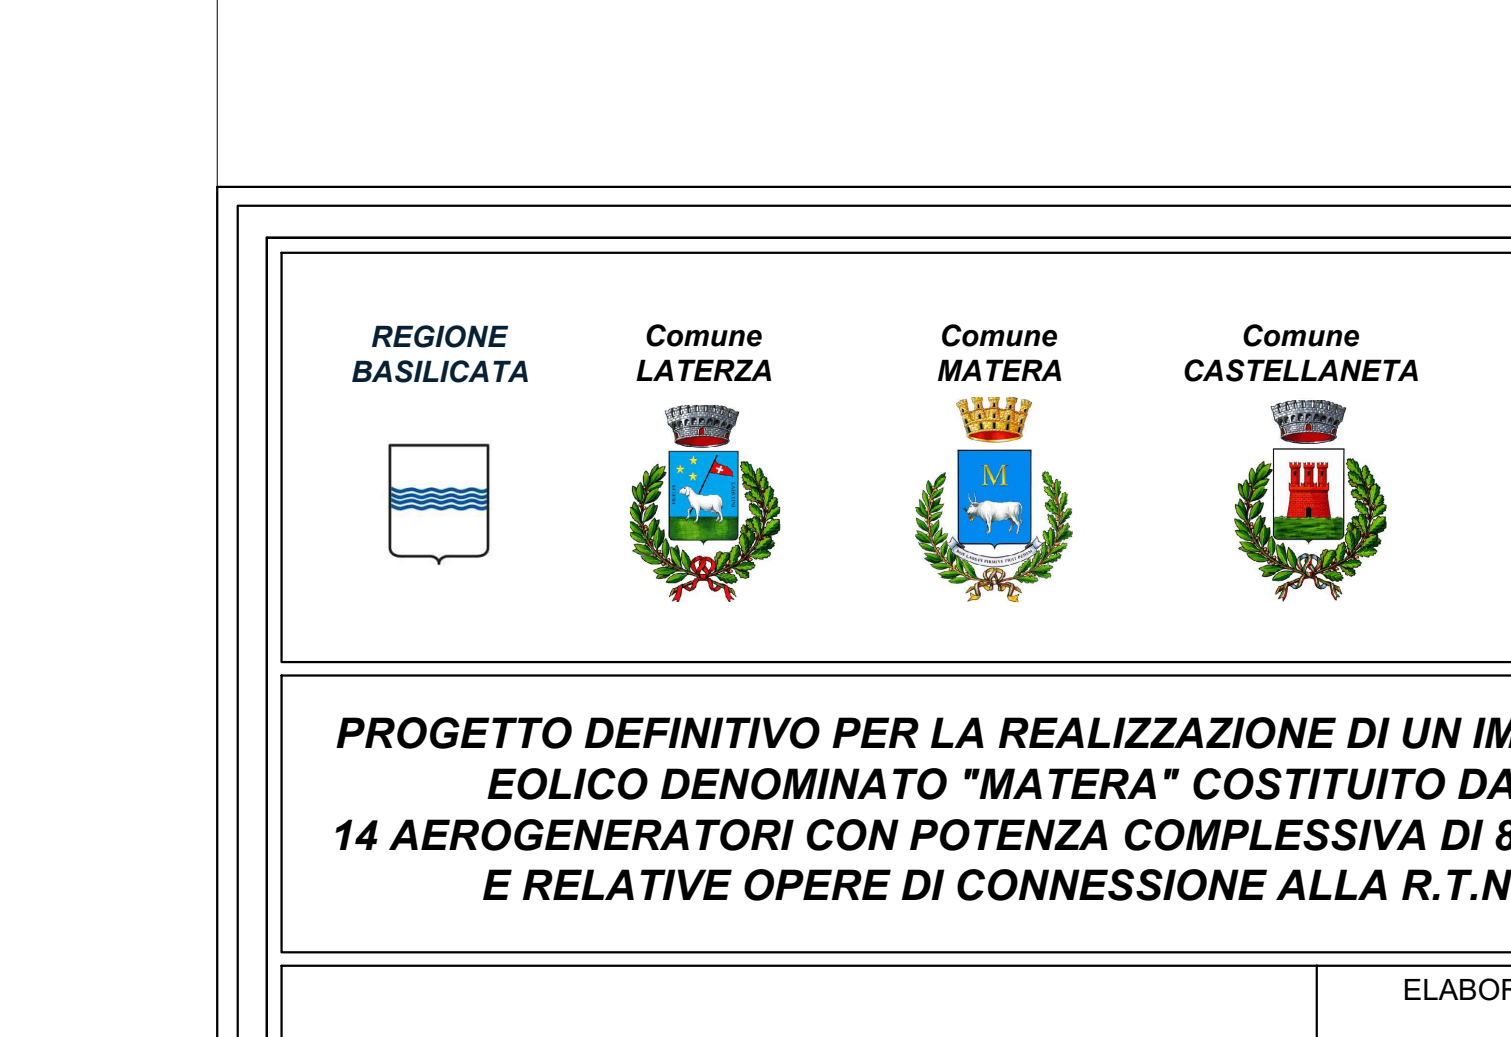 REGIONE
BASILICATA
Comune
LATERZA
Comune
MATERA
Comune
CASTELLANETA
M
PROGETTO DEFINITIVO PER LA REALIZZAZIONE DI UN IM
EOLICO DENOMINATO "MATERA" COSTITUITO DA
14 AEROGENERATORI CON POTENZA COMPLESSIVA DI 8
E RELATIVE OPERE DI CONNESSIONE ALLA R.T.N
ELABOR